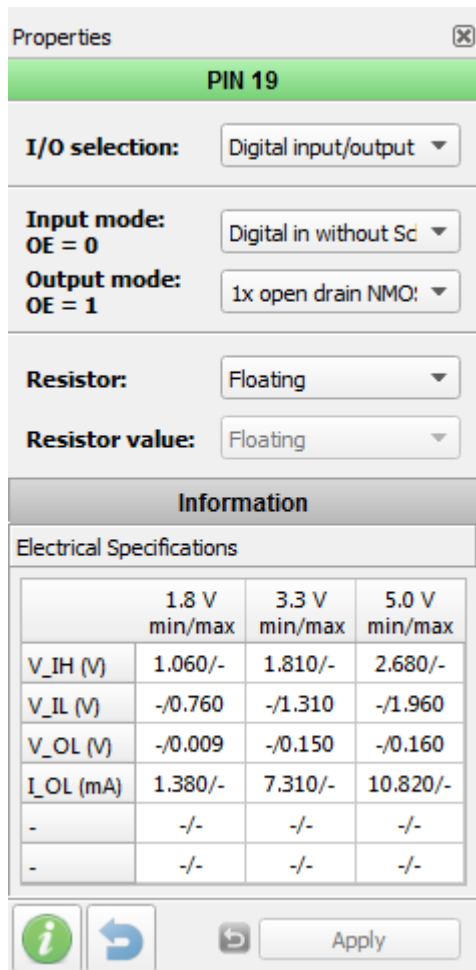 Properties
PIN 19
I/O selection: Digital input/output
Input mode:
OE = 0
Digital in without Sc
Output mode:
OE = 1
1x open drain NMOS
Resistor: Floating
Resistor value: Floating
Information
Electrical Specifications
1.8 V 3.3 V 5.0 V
min/max min/max min/max
V_IH (V) 1.060/- 1.810/- 2.680/-
V_IL (V) -/0.760 -/1.310 -/1.960
V_OL (V) -/0.009 -/0.150 -/0.160
I_OL (mA) 1.380/- 7.310/- 10.820/-
- -/- -/- -/-
- -/- -/- -/-
i Apply